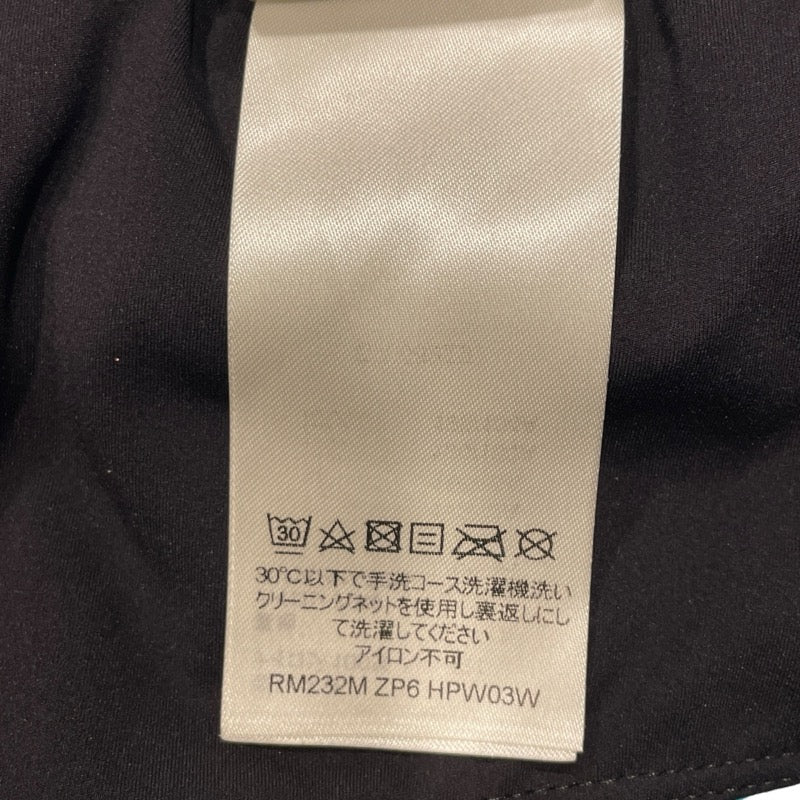 30
30℃以下で手洗コース洗濯機洗い
クリーニングネットを使用し裏返しにし
て洗濯してください
アイロン不可
RM232M ZP6 HPW03W